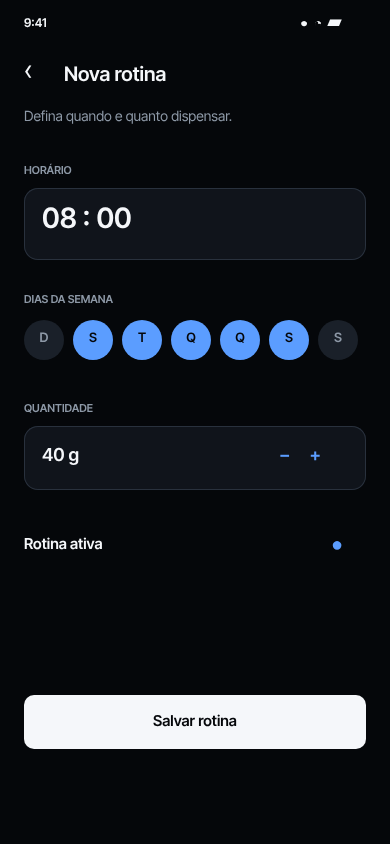 9:41
Nova rotina
Defina quando e quanto dispensar.
HORÁRIO
08 : 00
DIAS DA SEMANA
D S T Q Q S S
QUANTIDADE
40 g − +
Rotina ativa
Salvar rotina